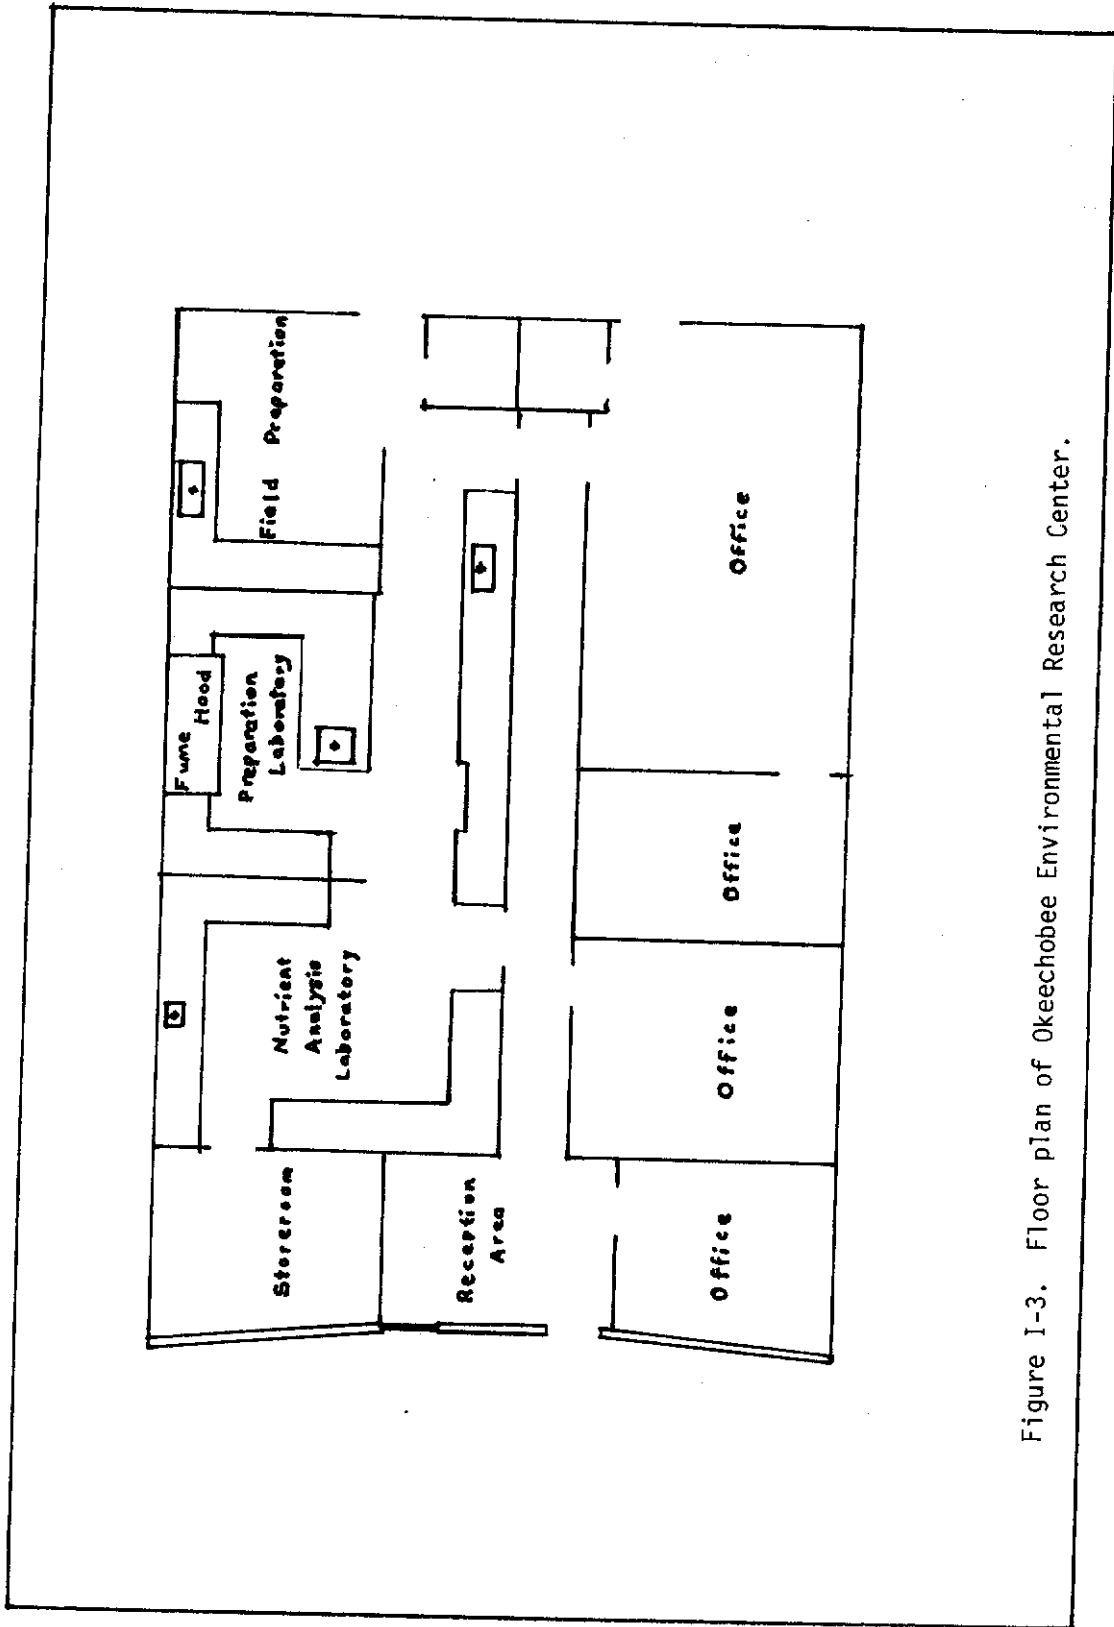 Storeroom
Nutrient
Analysis
Laboratory
Fume
Hood
Preparation
Laboratory
Field Preparation
Reception
Area
Office
Office
Office
Office
Figure I-3. Floor plan of Okeechobee Environmental Research Center.